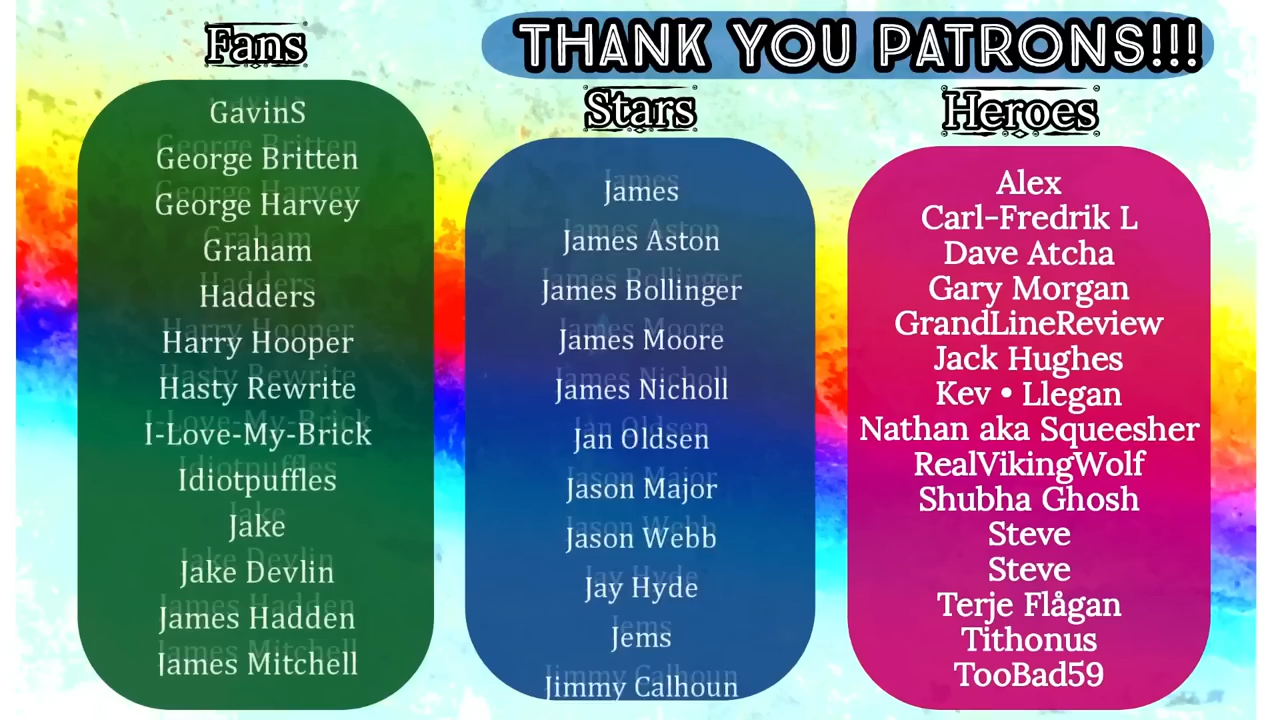 Fans
GavinS
George Britten
George Harvey
Graham
Hadders
Harry Hooper
Hasty Rewrite
I-Love-My-Brick
Idiotpuffles
Jake
Jake Devlin
James Hadden
James Mitchell
THANK YOU PATRONS!!!
Stars
James
James Aston
James Bollinger
James Moore
James Nicholl
Jan Oldsen
Jason Major
Jason Webb
Jay Hyde
Jems
Jimmy Calhoun
Heroes
Alex
Carl-Fredrik L
Dave Atcha
Gary Morgan
GrandLineReview
Jack Hughes
Kev • Llegan
Nathan aka Squeesher
RealVikingWolf
Shubha Ghosh
Steve
Steve
Terje Flågan
Tithonus
TooBad59